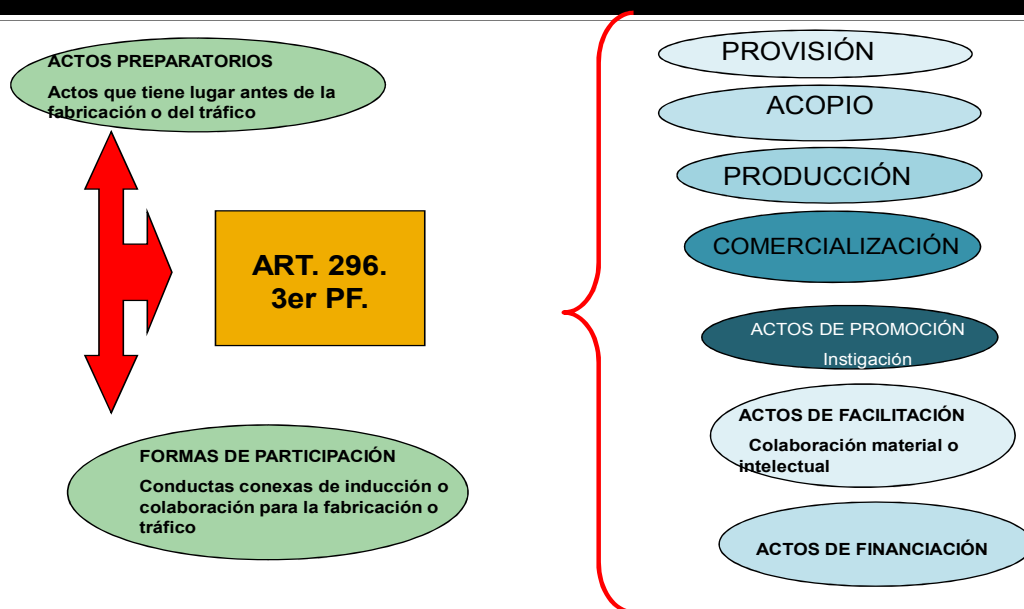 ACTOS PREPARATORIOS
Actos que tiene lugar antes de la
fabricación o del tráfico
ART. 296.
3er PF.
FORMAS DE PARTICIPACIÓN
Conductas conexas de inducción o
colaboración para la fabricación o
tráfico
PROVISIÓN
ACOPIO
PRODUCCIÓN
COMERCIALIZACIÓN
ACTOS DE PROMOCIÓN
Instigación
ACTOS DE FACILITACIÓN
Colaboración material o
intelectual
ACTOS DE FINANCIACIÓN